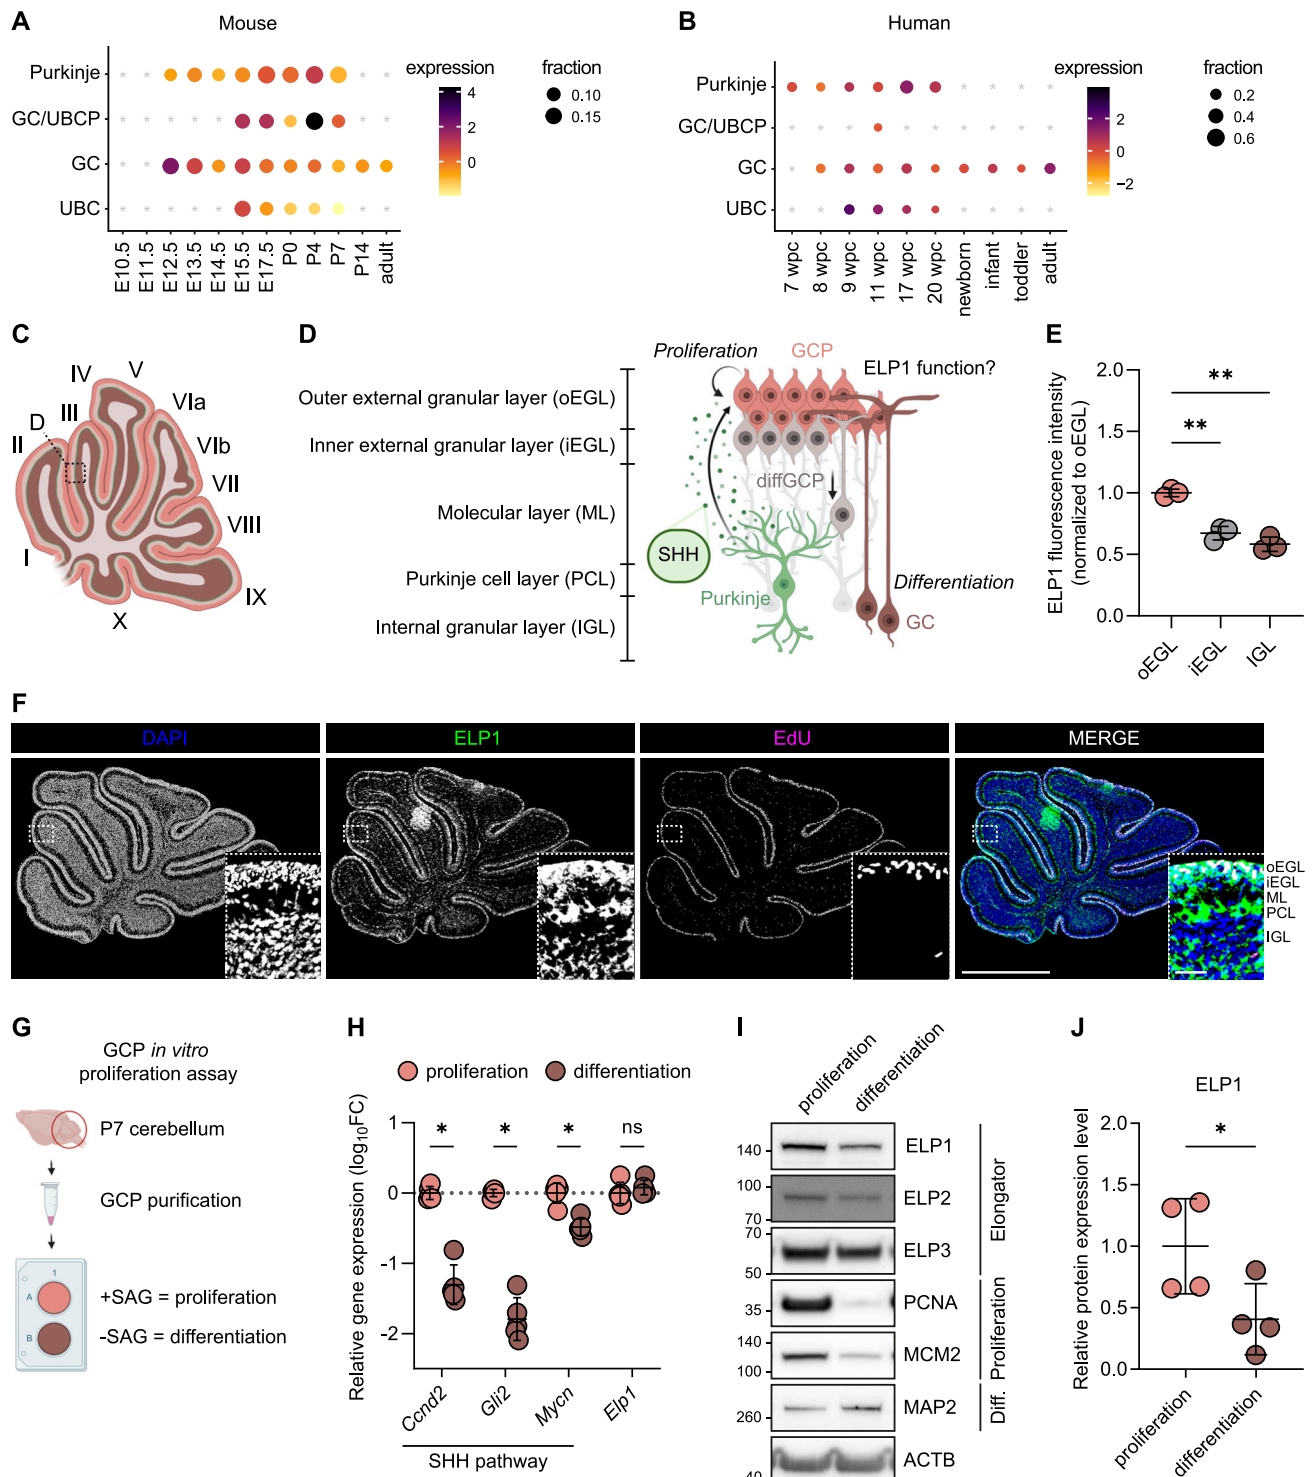 A
Mouse
Purkinje
GC/UBCP
GC
UBC
E10.5
E11.5
E12.5
E13.5
E14.5
E15.5
E17.5
P0
P4
P7
P14
adult
expression
4
2
0
fraction
0.10
0.15
B
Human
Purkinje
GC/UBCP
GC
UBC
7 wpc
8 wpc
9 wpc
11 wpc
17 wpc
20 wpc
newborn
infant
toddler
adult
expression
2
0
−2
fraction
0.2
0.4
0.6
C
I
II
III
IV
V
VIa
VIb
VII
VIII
IX
X
D
D
Outer external granular layer (oEGL)
Inner external granular layer (iEGL)
Molecular layer (ML)
Purkinje cell layer (PCL)
Internal granular layer (IGL)
Proliferation
GCP
ELP1 function?
diffGCP
SHH
Purkinje
Differentiation
GC
E
ELP1 fluorescence intensity
(normalized to oEGL)
2.0
1.5
1.0
0.5
0.0
**
**
oEGL
iEGL
IGL
F
DAPI
ELP1
EdU
MERGE
oEGL
iEGL
ML
PCL
IGL
G
GCP in vitro
proliferation assay
P7 cerebellum
GCP purification
1
A
B
+SAG = proliferation
-SAG = differentiation
H
proliferation
differentiation
Relative gene expression (log10FC)
1
0
-1
-2
*
*
*
ns
Ccnd2
Gli2
Mycn
Elp1
SHH pathway
I
proliferation
differentiation
140
ELP1
100
70
ELP2
70
50
ELP3
35
PCNA
140
100
MCM2
260
MAP2
40
ACTB
Elongator
Proliferation
Diff.
J
ELP1
Relative protein expression level
2.0
1.5
1.0
0.5
0.0
*
proliferation
differentiation